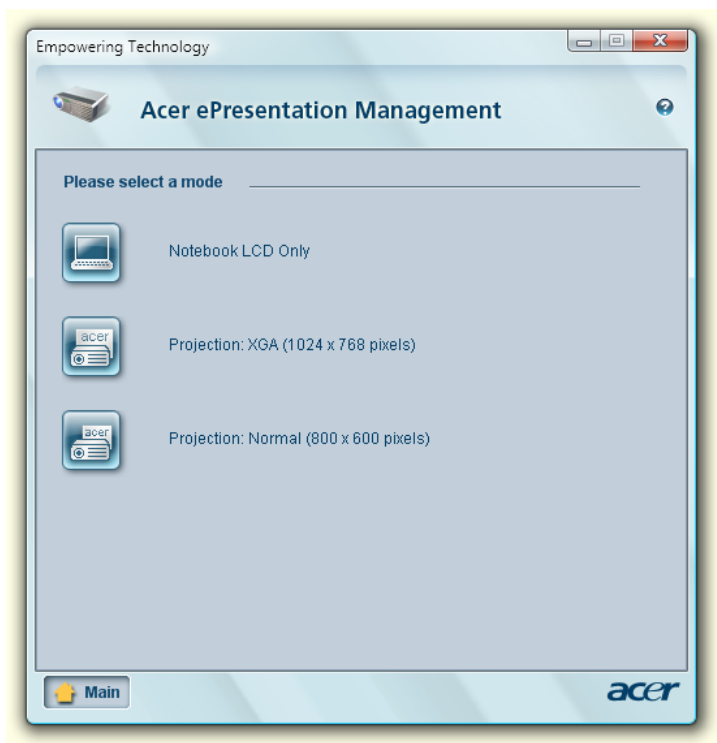 Empowering Technology
Acer ePresentation Management
Please select a mode
Notebook LCD Only
acer
Projection: XGA (1024 x 768 pixels)
acer
Projection: Normal (800 x 600 pixels)
Main
acer